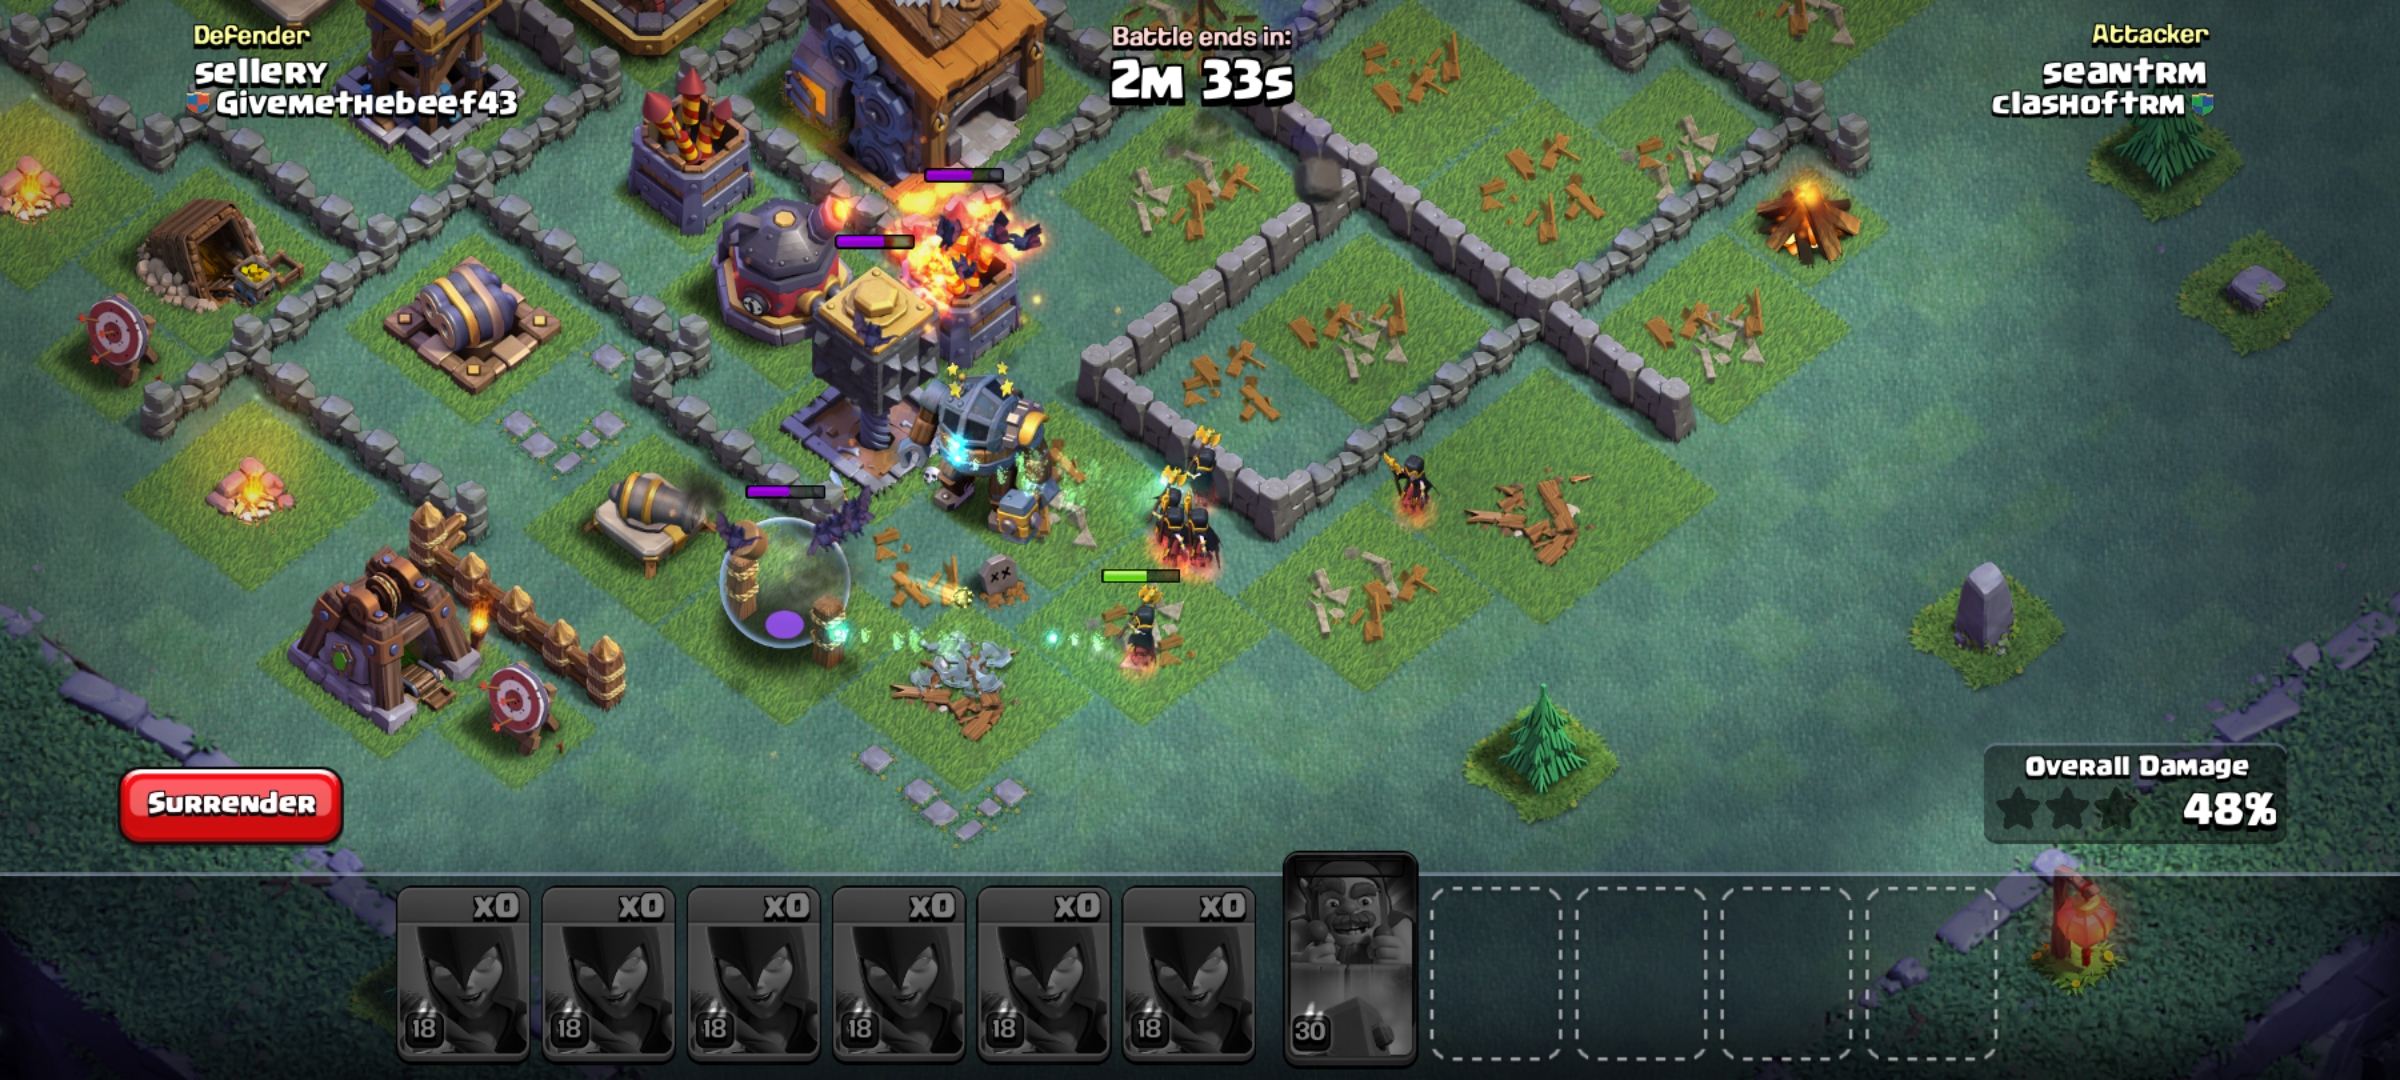 Defender
sellery
Givemethebeef43
Battle ends in:
2m 33s
Attacker
seantrm
clashoftrm
Surrender
Overall Damage
48%
x0
x0
x0
x0
x0
x0
18
18
18
18
18
18
30